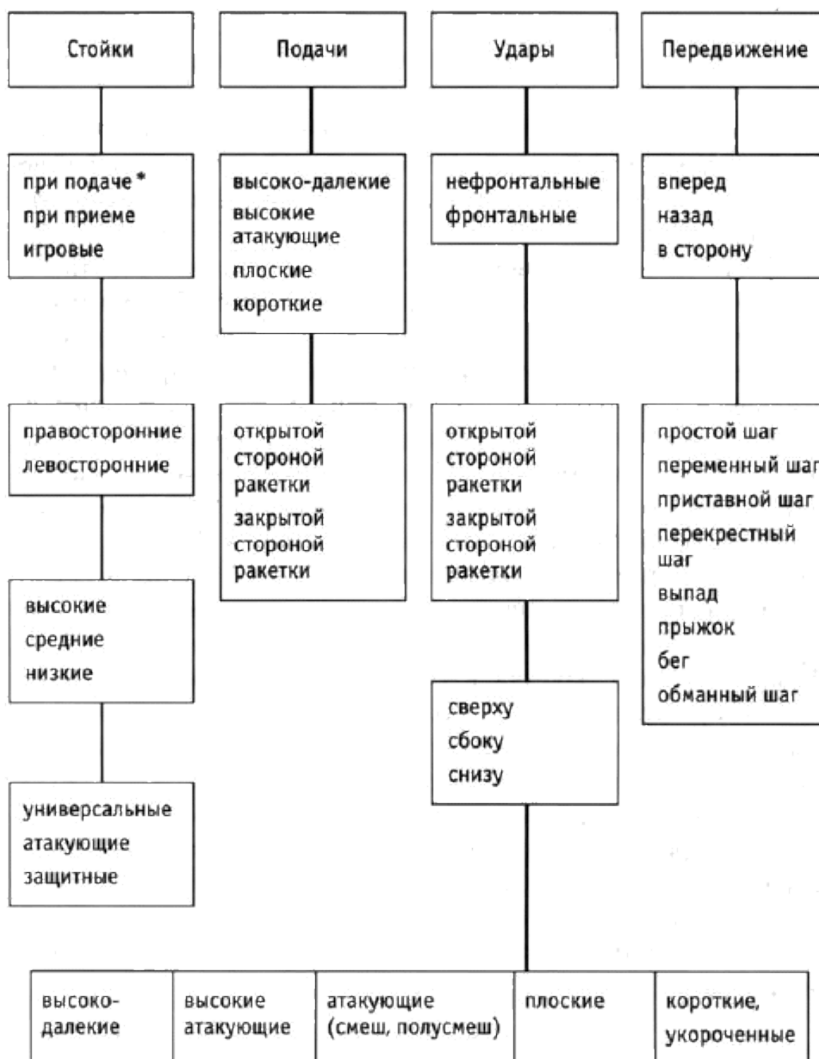 Стойки
Подачи
Удары
Передвижение
при подаче*
при приеме
игровые
высоко-далекие
высокие
атакующие
плоские
короткие
нефронтальные
фронтальные
вперед
назад
в сторону
правосторонние
левосторонние
открытой
стороной
ракетки
закрытой
стороной
ракетки
открытой
стороной
ракетки
закрытой
стороной
ракетки
простой шаг
переменный шаг
приставной шаг
перекрестный
шаг
выпад
прыжок
бег
обманный шаг
высокие
средние
низкие
сверху
сбоку
снизу
универсальные
атакующие
защитные
высоко-
далекие
высокие
атакующие
атакующие
(смеш, полусмеш)
плоские
короткие,
укороченные